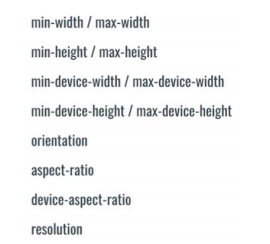 min-width / max-width
min-height / max-height
min-device-width / max-device-width
min-device-height / max-device-height
orientation
aspect-ratio
device-aspect-ratio
resolution